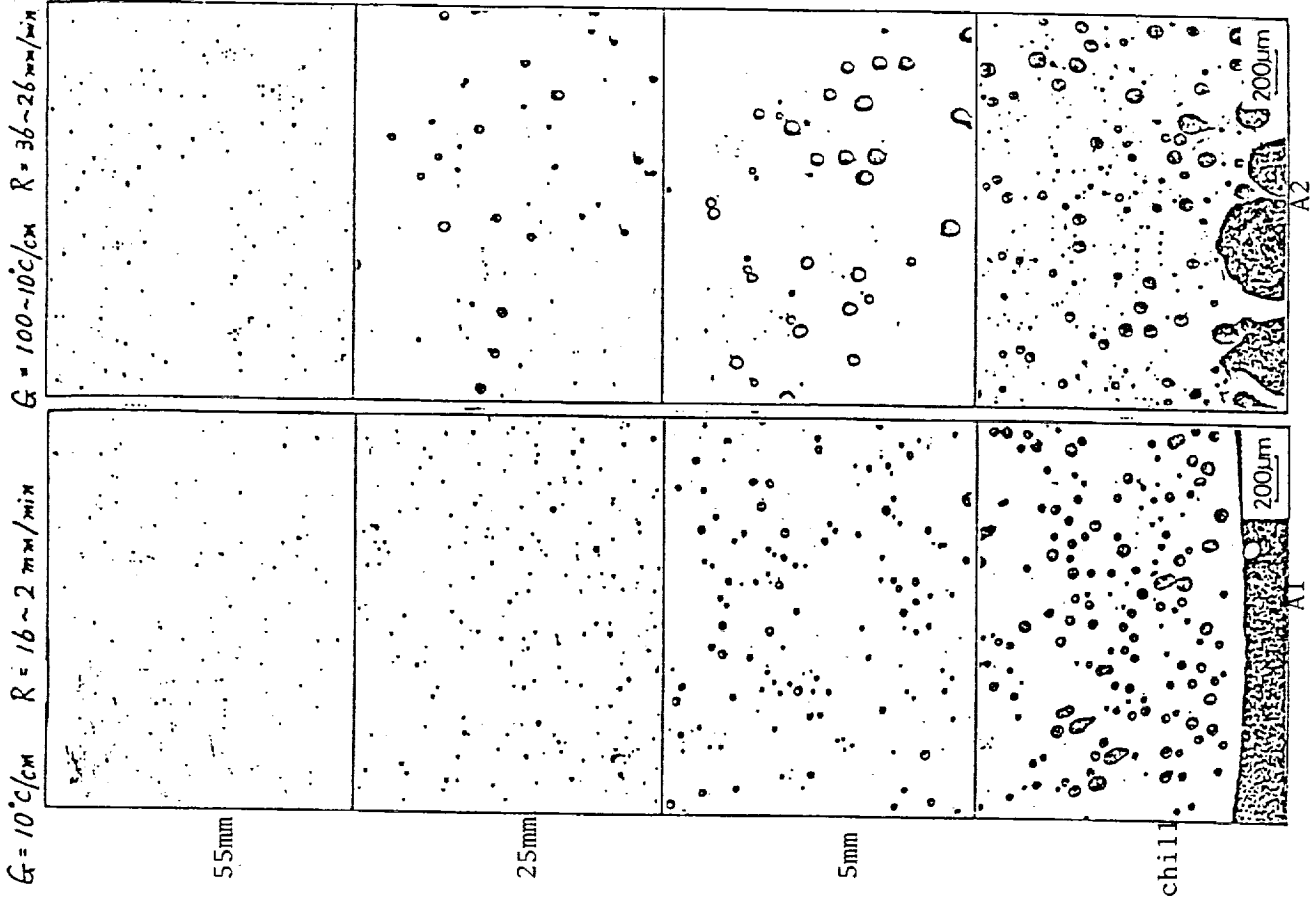 G = 10°C/cm R = 16~2 mm/min
G = 100~10°C/cm R = 36~26 mm/min
55mm
25mm
5mm
chill
200µm
200µm
A1
A2